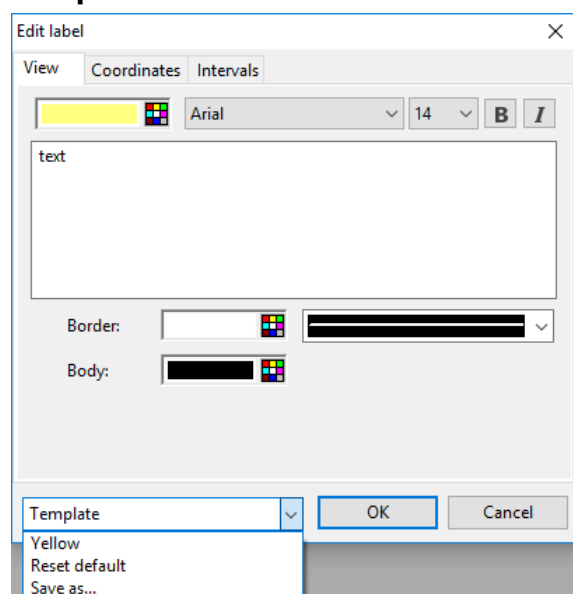 Edit label
View Coordinates Intervals
Arial 14 B I
text
Border:
Body:
Template OK Cancel
Yellow
Reset default
Save as...